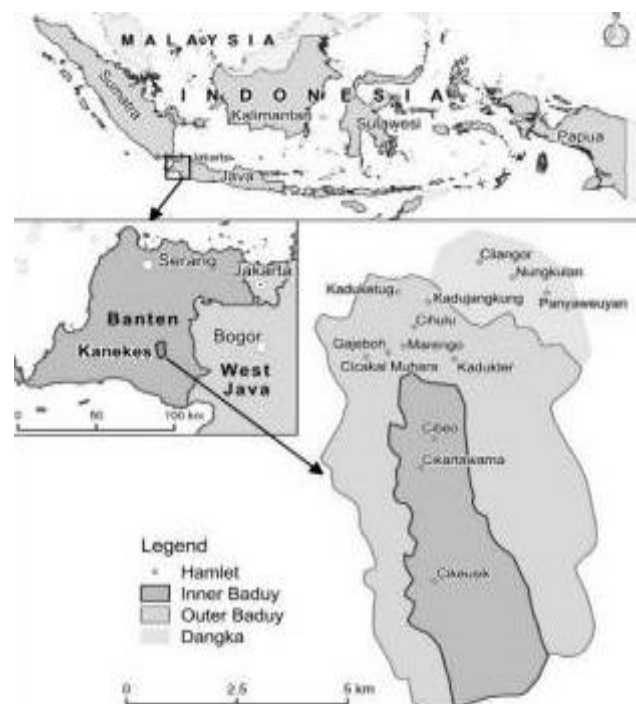 MALAYSIA
INDONESIA
Sumatra
Kalimantan
Sulawesi
Papua
Jakarta
Java
Serang
Jakarta
Banten
Bogor
Kanekes
West
Java
0 50 100 km
Cilangor
Nungkulan
Kaduketug
Kadujangkung
Panyaweuyan
Cihulu
Gajeboh
Marengo
Cicakal Muhara
Kaduketer
Cibeo
Cikartawarna
Cikeusik
Legend
Hamlet
Inner Baduy
Outer Baduy
Dangka
0 2.5 5 km